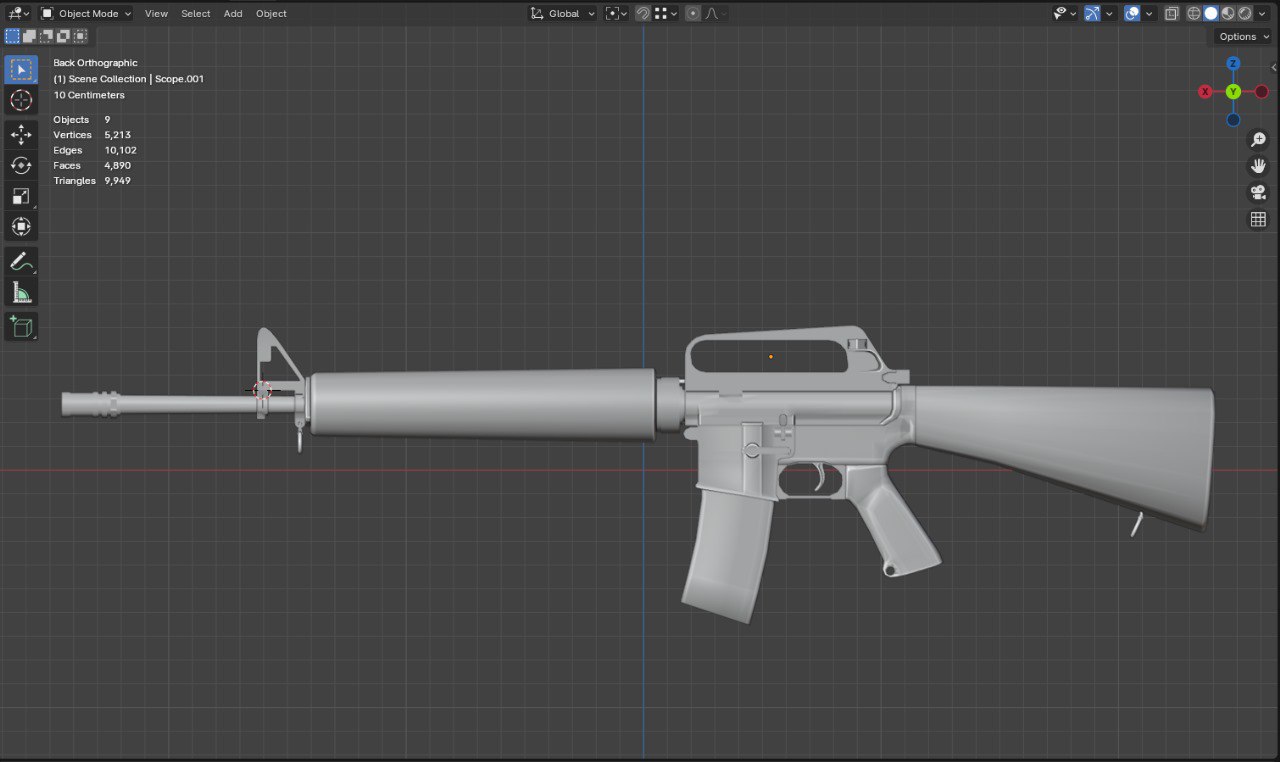 Object Mode View Select Add Object Global
Options
Back Orthographic
(1) Scene Collection | Scope.001
10 Centimeters
Objects 9
Vertices 5,213
Edges 10,102
Faces 4,890
Triangles 9,949
Z
X Y